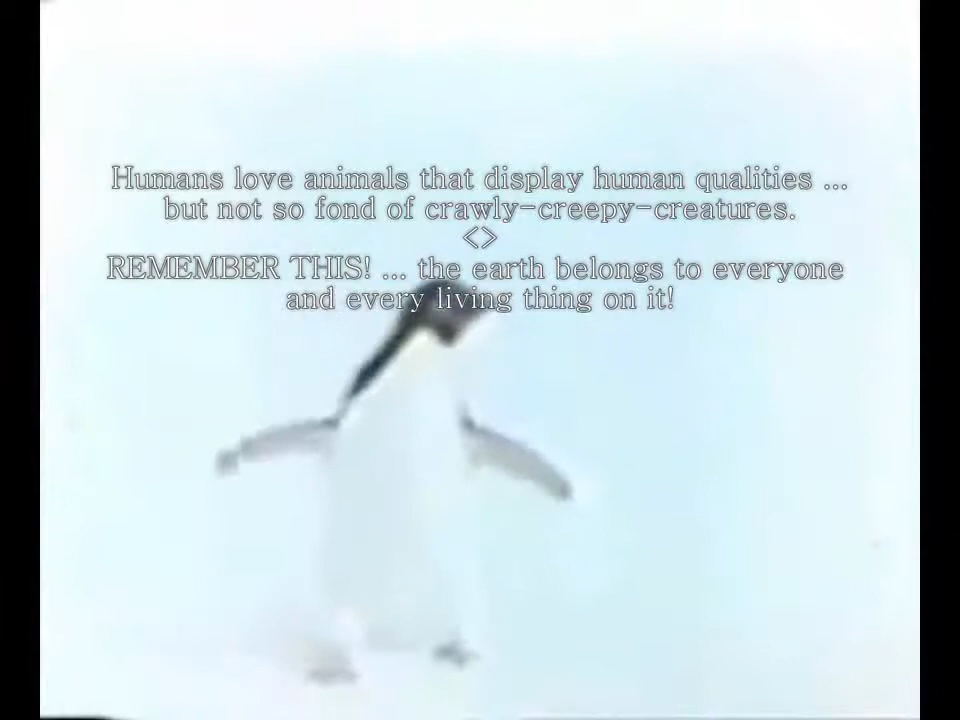 Humans love animals that display human qualities ...
but not so fond of crawly-creepy-creatures.
<>
REMEMBER THIS! ... the earth belongs to everyone
and every living thing on it!